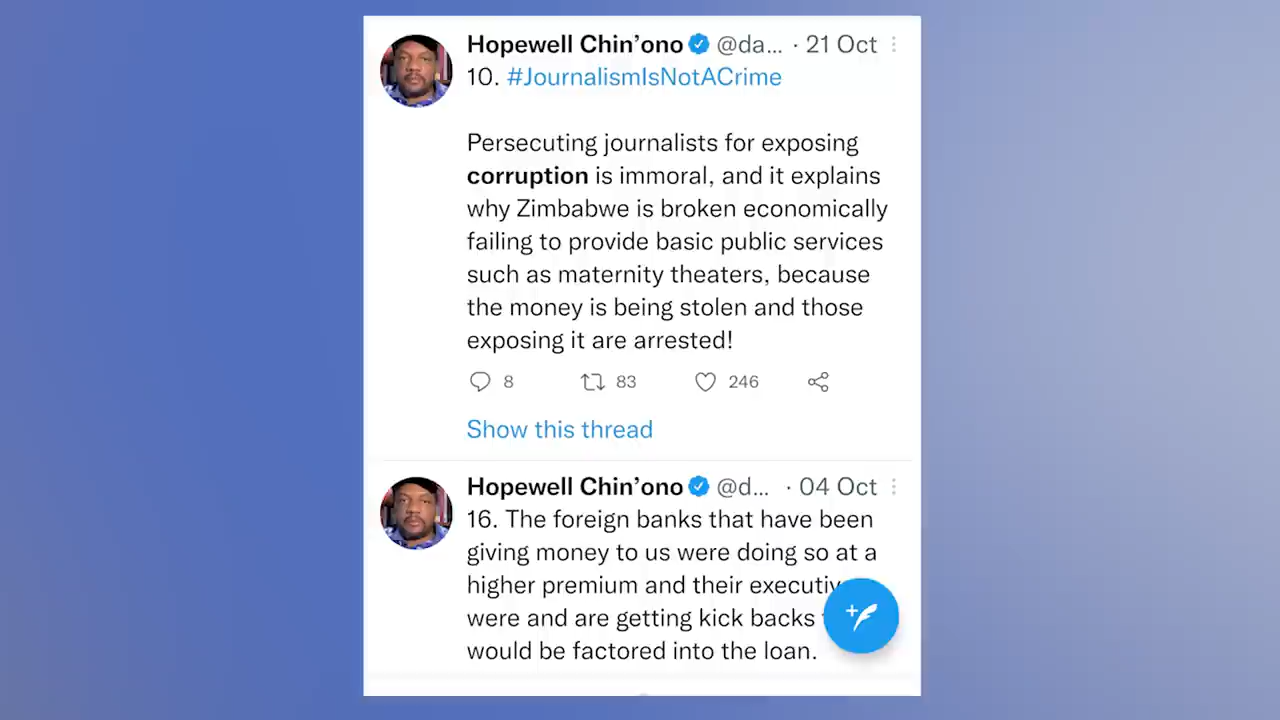 Hopewell Chin’ono @da... · 21 Oct
10. #JournalismIsNotACrime
Persecuting journalists for exposing
corruption is immoral, and it explains
why Zimbabwe is broken economically
failing to provide basic public services
such as maternity theaters, because
the money is being stolen and those
exposing it are arrested!
8 83 246
Show this thread
Hopewell Chin’ono @d... · 04 Oct
16. The foreign banks that have been
giving money to us were doing so at a
higher premium and their
were and are getting kick backs
would be factored into the loan.